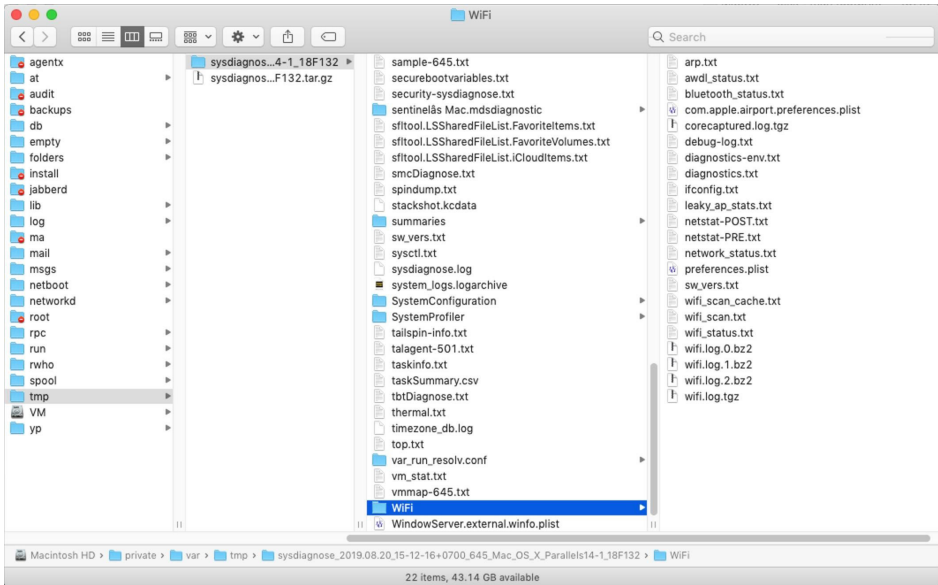 WiFi
Search
agentx
at
audit
backups
db
empty
folders
install
jabberd
lib
log
ma
mail
msgs
netboot
networkd
root
rpc
run
rwho
spool
tmp
VM
yp
sysdiagnos...4-1_18F132
sysdiagnos...F132.tar.gz
sample-645.txt
securebootvariables.txt
security-sysdiagnose.txt
sentinelâs Mac.mdsdiagnostic
sfltool.LSSharedFileList.FavoriteItems.txt
sfltool.LSSharedFileList.FavoriteVolumes.txt
sfltool.LSSharedFileList.iCloudItems.txt
smcDiagnose.txt
spindump.txt
stackshot.kcdata
summaries
sw_vers.txt
sysctl.txt
sysdiagnose.log
system_logs.logarchive
SystemConfiguration
SystemProfiler
tailspin-info.txt
talagent-501.txt
taskinfo.txt
taskSummary.csv
tbtDiagnose.txt
thermal.txt
timezone_db.log
top.txt
var_run_resolv.conf
vm_stat.txt
vmmap-645.txt
WiFi
WindowServer.external.winfo.plist
arp.txt
awdl_status.txt
bluetooth_status.txt
com.apple.airport.preferences.plist
corecaptured.log.tgz
debug-log.txt
diagnostics-env.txt
diagnostics.txt
ifconfig.txt
leaky_ap_stats.txt
netstat-POST.txt
netstat-PRE.txt
network_status.txt
preferences.plist
sw_vers.txt
wifi_scan_cache.txt
wifi_scan.txt
wifi_status.txt
wifi.log.0.bz2
wifi.log.1.bz2
wifi.log.2.bz2
wifi.log.tgz
Macintosh HD › private › var › tmp › sysdiagnose_2019.08.20_15-12-16+0700_645_Mac_OS_X_Parallels14-1_18F132 › WiFi
22 items, 43.14 GB available